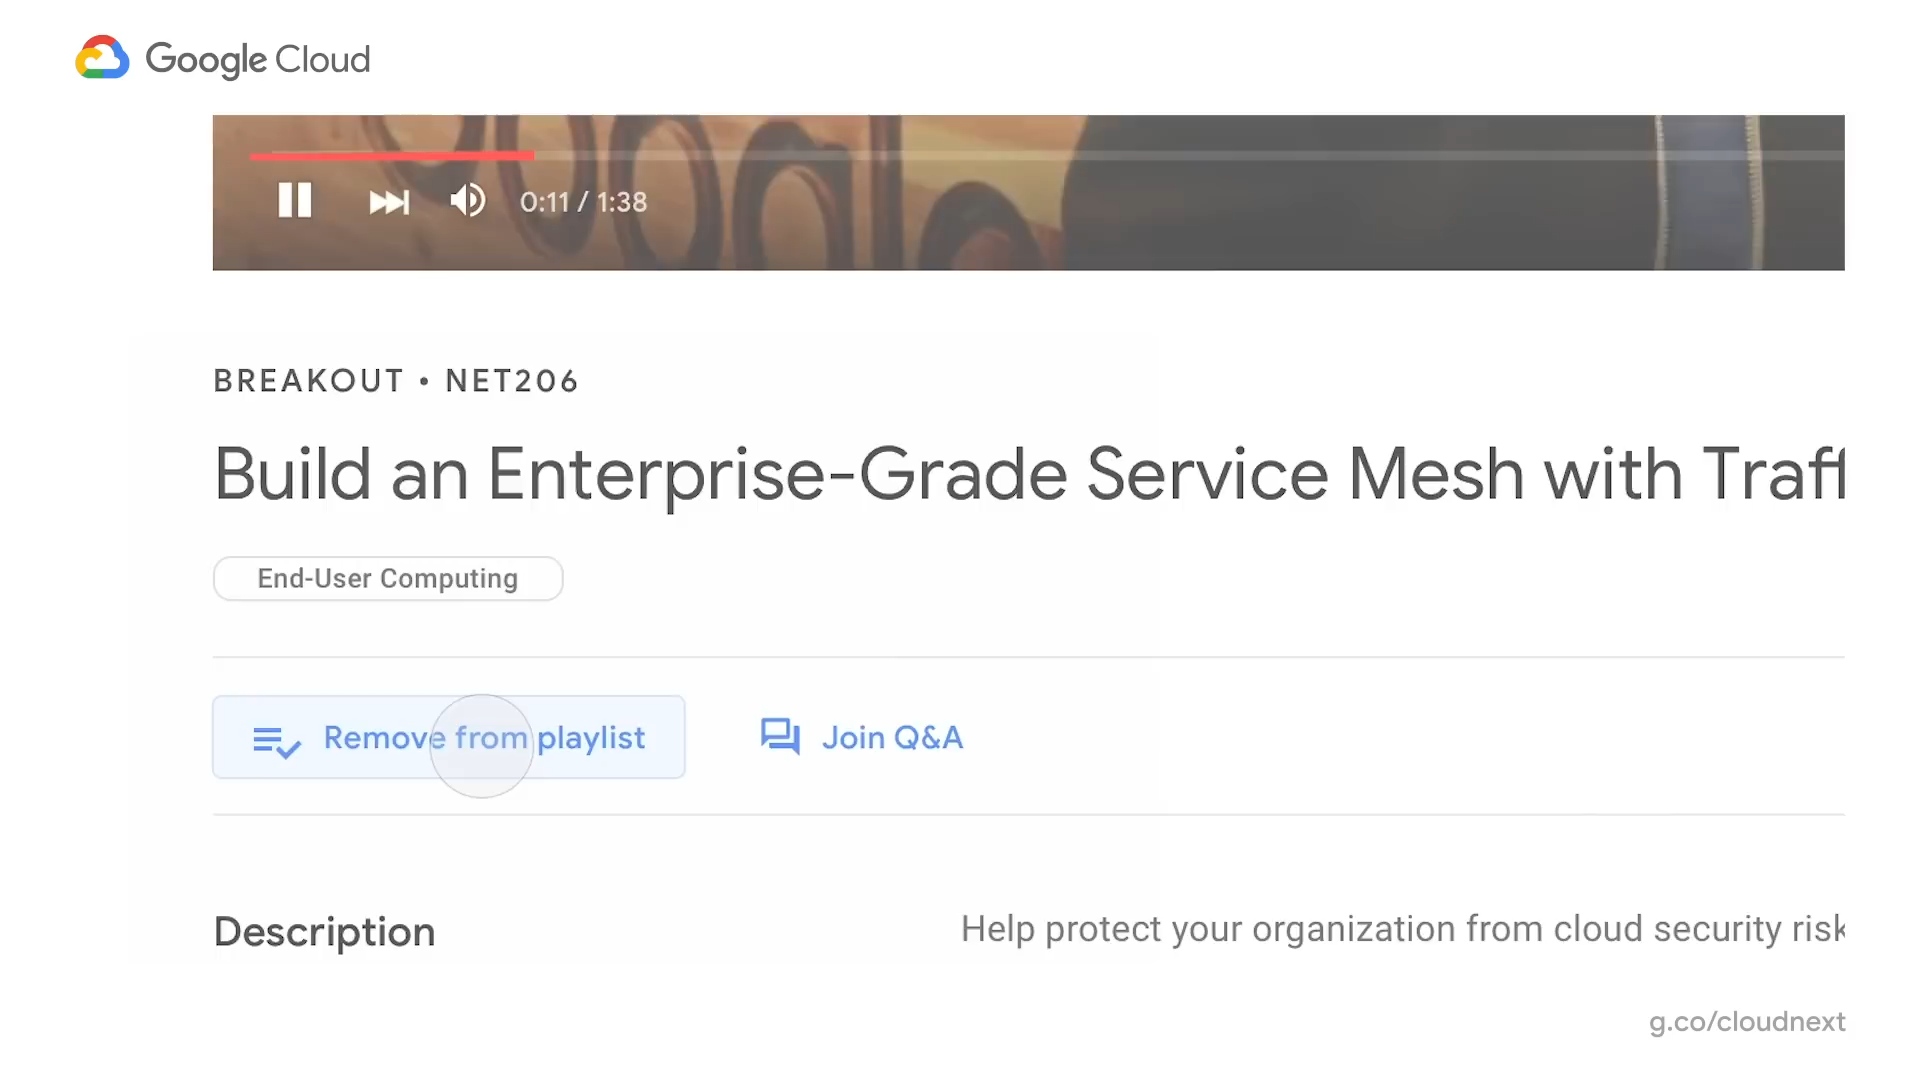 Google Cloud
0:11 / 1:38
BREAKOUT • NET206
Build an Enterprise-Grade Service Mesh with Traff
End-User Computing
Remove from playlist
Join Q&A
Description
Help protect your organization from cloud security risk
g.co/cloudnext